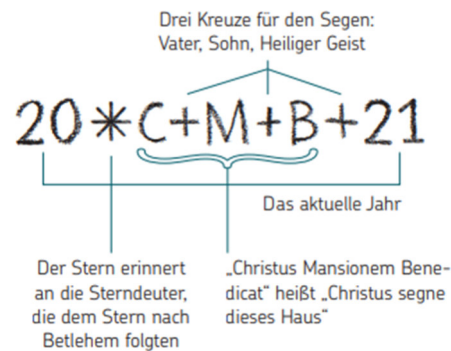 Drei Kreuze für den Segen:
Vater, Sohn, Heiliger Geist
20*C+M+B+21
Das aktuelle Jahr
Der Stern erinnert
an die Sterndeuter,
die dem Stern nach
Betlehem folgten
„Christus Mansionem Bene-
dicat“ heißt „Christus segne
dieses Haus“